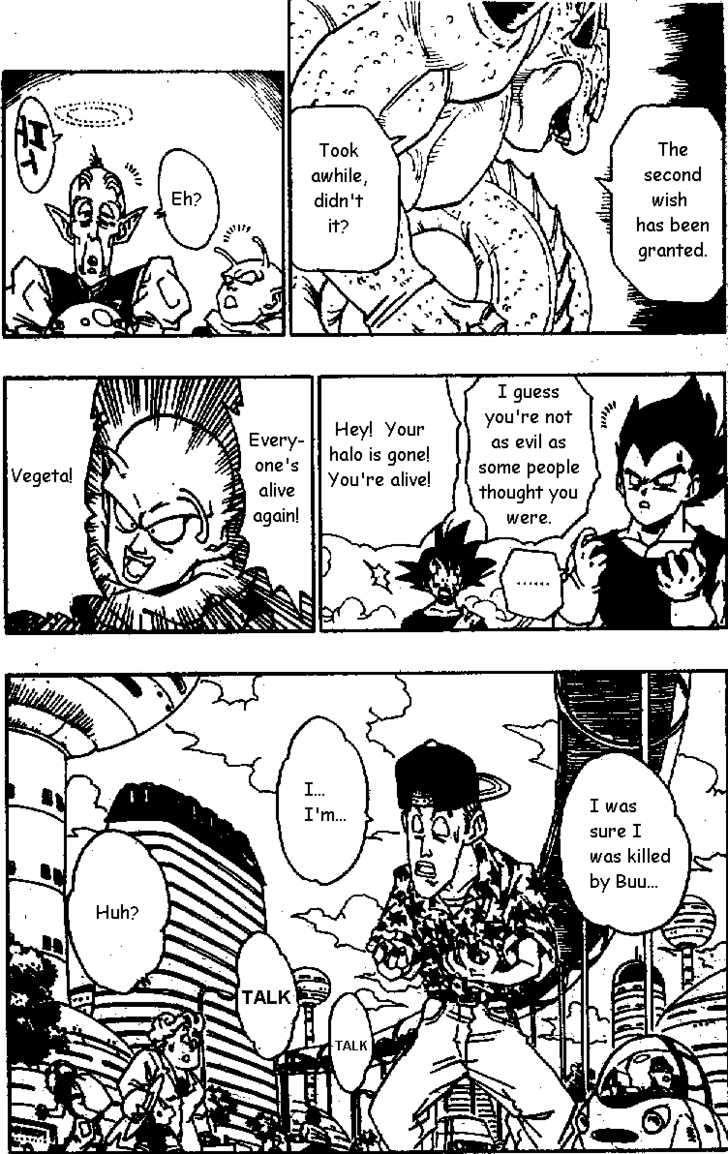 The
second
wish
has been
granted.
Took
awhile,
didn't
it?
Eh?
I guess
you're not
as evil as
some people
thought you
were.
......
Hey! Your
halo is gone!
You're alive!
Every-
one's
alive
again!
Vegeta!
I was
sure I
was killed
by Buu...
I...
I'm...
TALK
TALK
Huh?